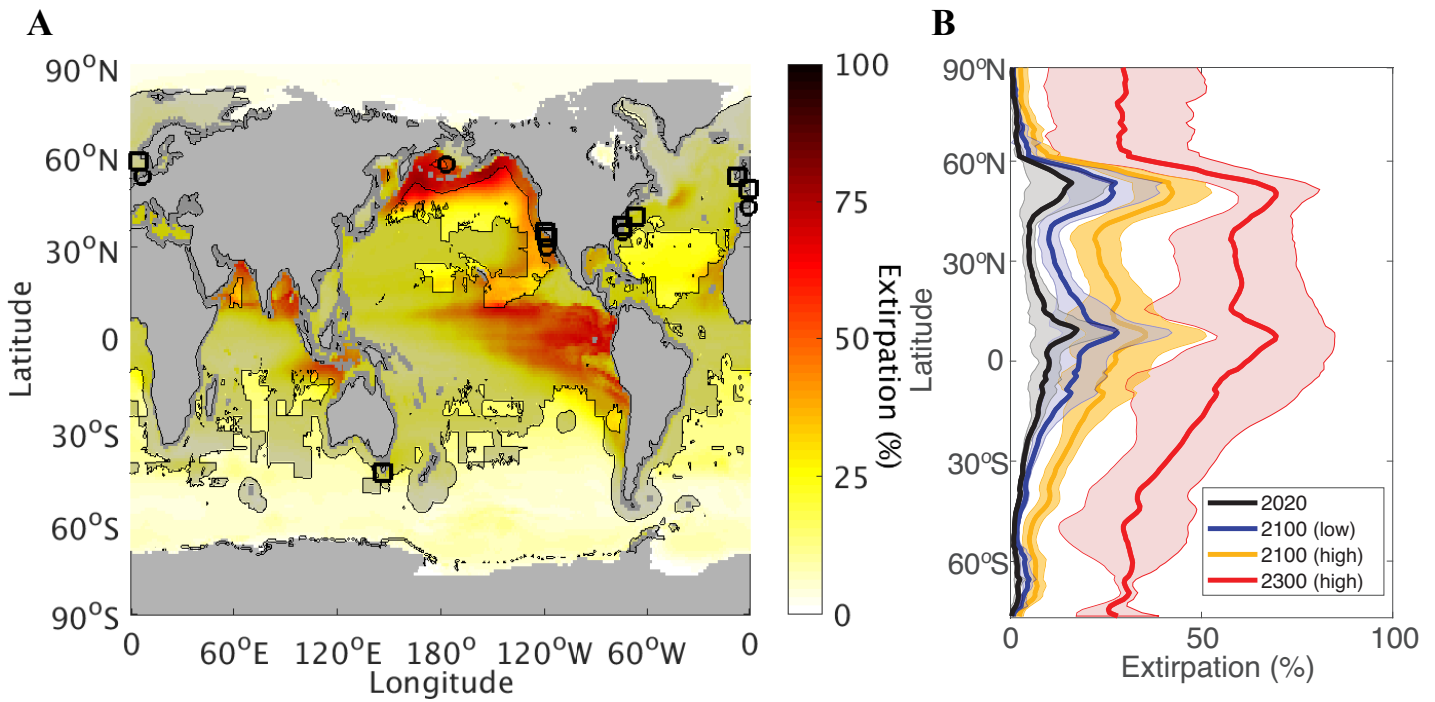 A
90°N
60°N
30°N
0
30°S
60°S
90°S
Latitude
0
60°E
120°E
180°
120°W
60°W
0
Longitude
100
75
50
25
0
Extirpation (%)
B
90°N
60°N
30°N
0
30°S
60°S
Latitude
2020
2100 (low)
2100 (high)
2300 (high)
0
50
100
Extirpation (%)